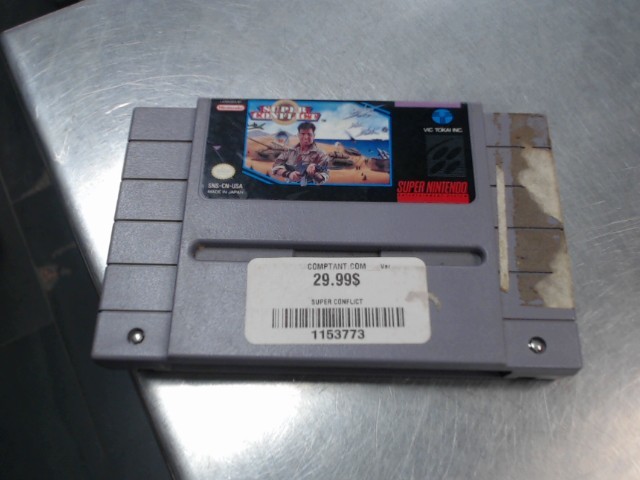 Nintendo
SUPER
CONFLICT
VIC TOKAI INC.
SNS-CN-USA
MADE IN JAPAN
SUPER NINTENDO
COMPTANT.COM
29.99$
SUPER CONFLICT
1153773